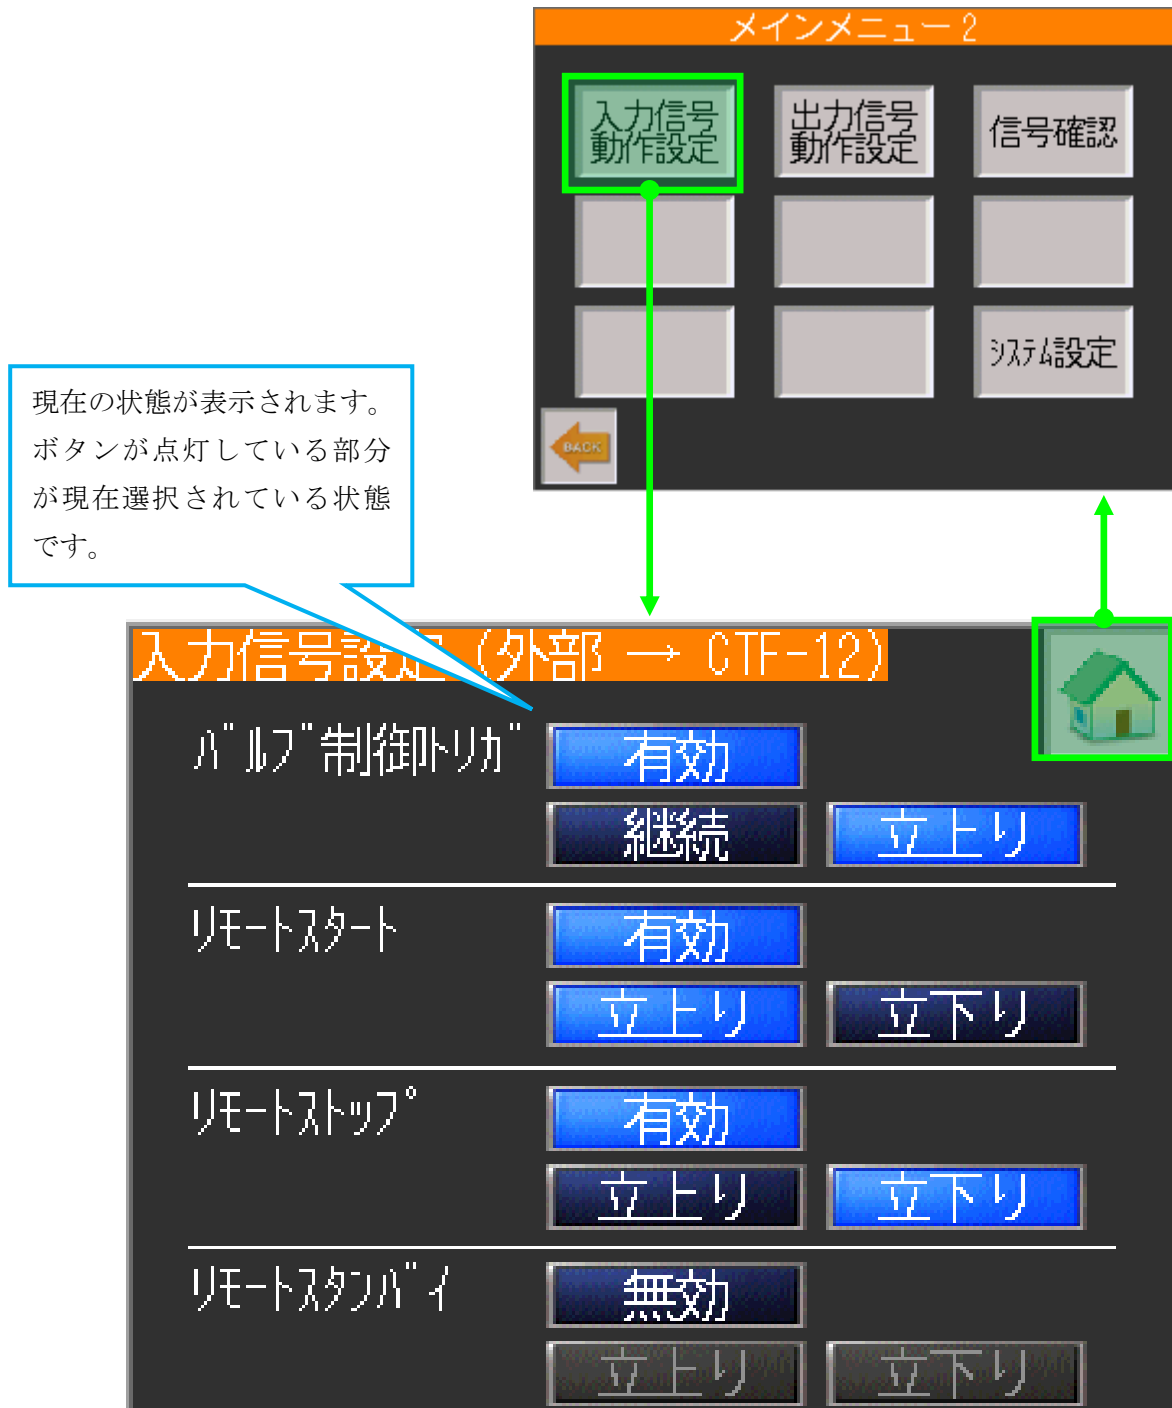 メインメニュー2
入力信号
動作設定
出力信号
動作設定
信号確認
システム設定
BACK
現在の状態が表示されます。
ボタンが点灯している部分
が現在選択されている状態
です。
入力信号設定 (外部 → CTF-12)
バルブ制御トリガ 有効
継続 立上り
リモートスタート 有効
立上り 立下り
リモートストップ 有効
立上り 立下り
リモートスタンバイ 無効
立上り 立下り